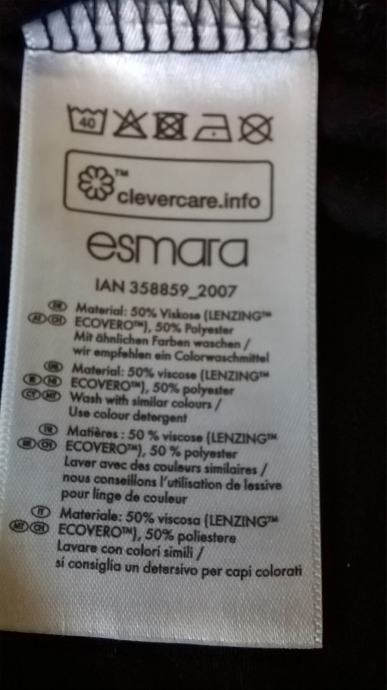 40
clevercare.info™
esmara
IAN 358859_2007
DE Material: 50% Viskose (LENZING™
AT CH ECOVERO™), 50% Polyester
Mit ähnlichen Farben waschen /
wir empfehlen ein Colorwaschmittel
Material: 50% viscose (LENZING™
IE NI ECOVERO™), 50% polyester
CY MT Wash with similar colours /
Use colour detergent
FR Matières : 50 % viscose (LENZING™
BE CH ECOVERO™), 50 % polyester
Laver avec des couleurs similaires /
nous conseillons l'utilisation de lessive
pour linge de couleur
IT Materiale: 50% viscosa (LENZING™
MT CH ECOVERO™), 50% poliestere
Lavare con colori simili /
si consiglia un detersivo per capi colorati